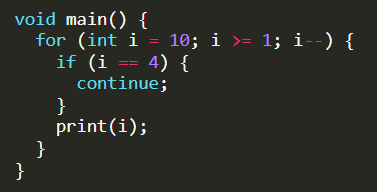 void main() {
  for (int i = 10; i >= 1; i--) {
    if (i == 4) {
      continue;
    }
    print(i);
  }
}